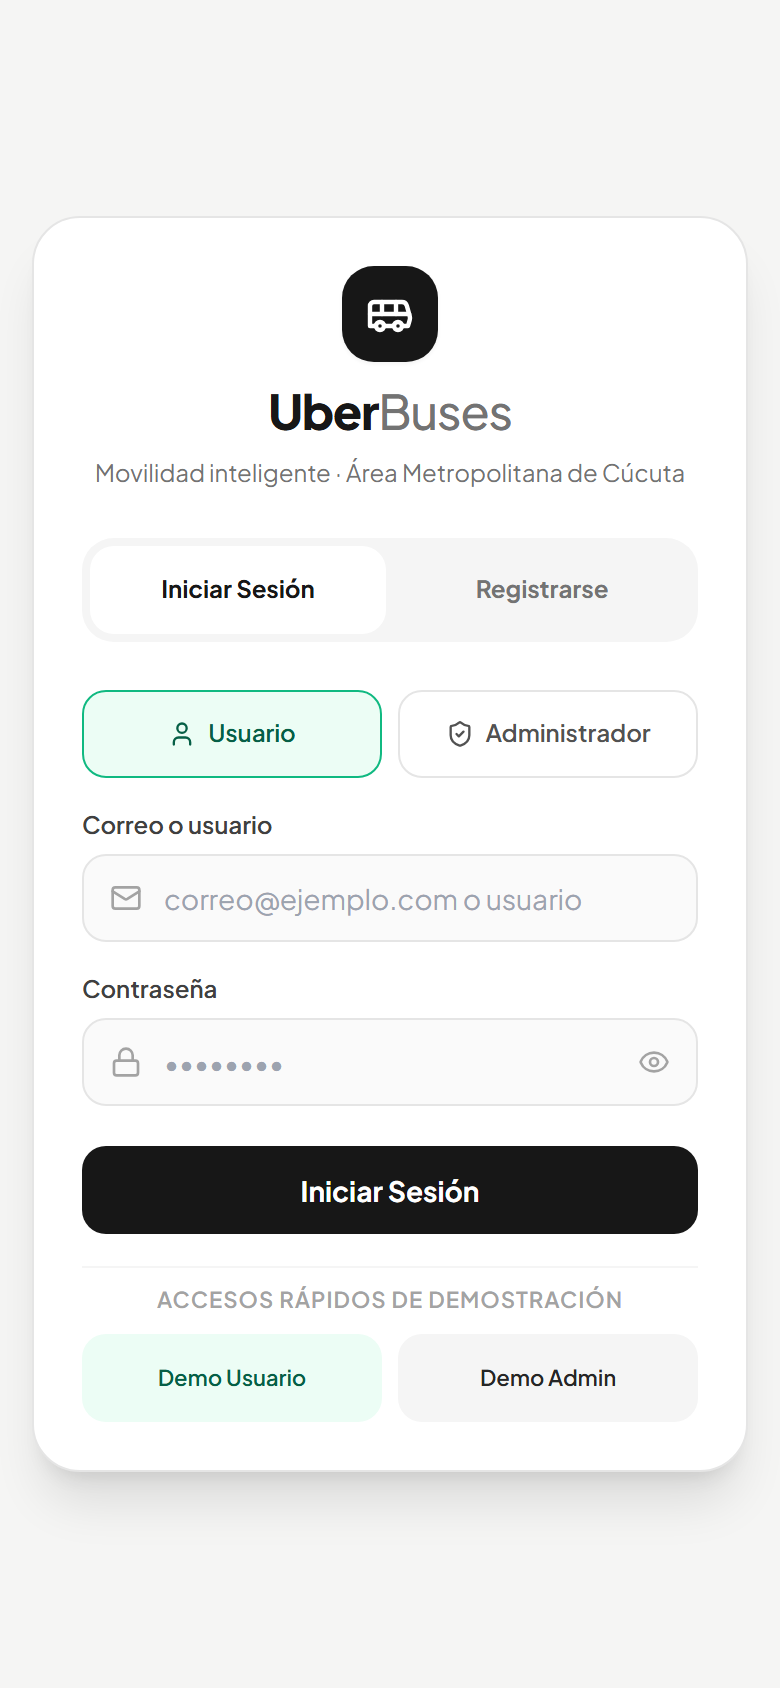 UberBuses
Movilidad inteligente · Área Metropolitana de Cúcuta
Iniciar Sesión
Registrarse
Usuario
Administrador
Correo o usuario
correo@ejemplo.com o usuario
Contraseña
••••••••
Iniciar Sesión
ACCESOS RÁPIDOS DE DEMOSTRACIÓN
Demo Usuario
Demo Admin